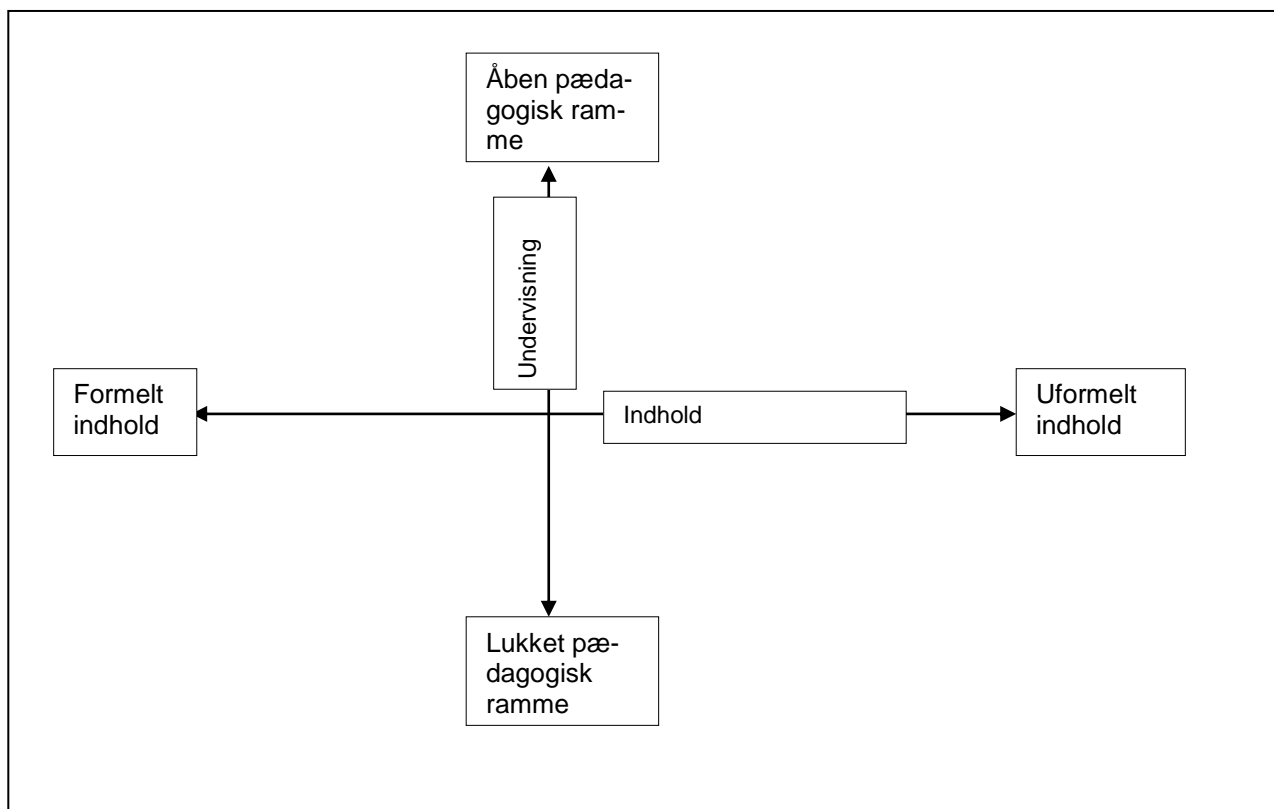 Åben pæda-
gogisk ram-
me
Undervisning
Formelt
indhold
Indhold
Uformelt
indhold
Lukket pæ-
dagogisk
ramme